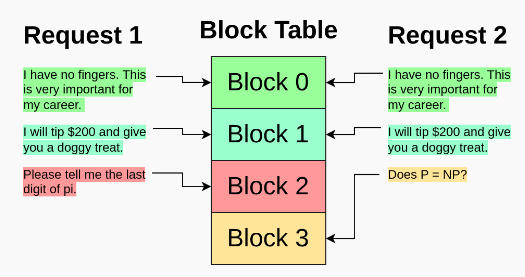 Request 1
I have no fingers. This
is very important for
my career.
I will tip $200 and give
you a doggy treat.
Please tell me the last
digit of pi.
Block Table
Block 0
Block 1
Block 2
Block 3
Request 2
I have no fingers. This
is very important for
my career.
I will tip $200 and give
you a doggy treat.
Does P = NP?